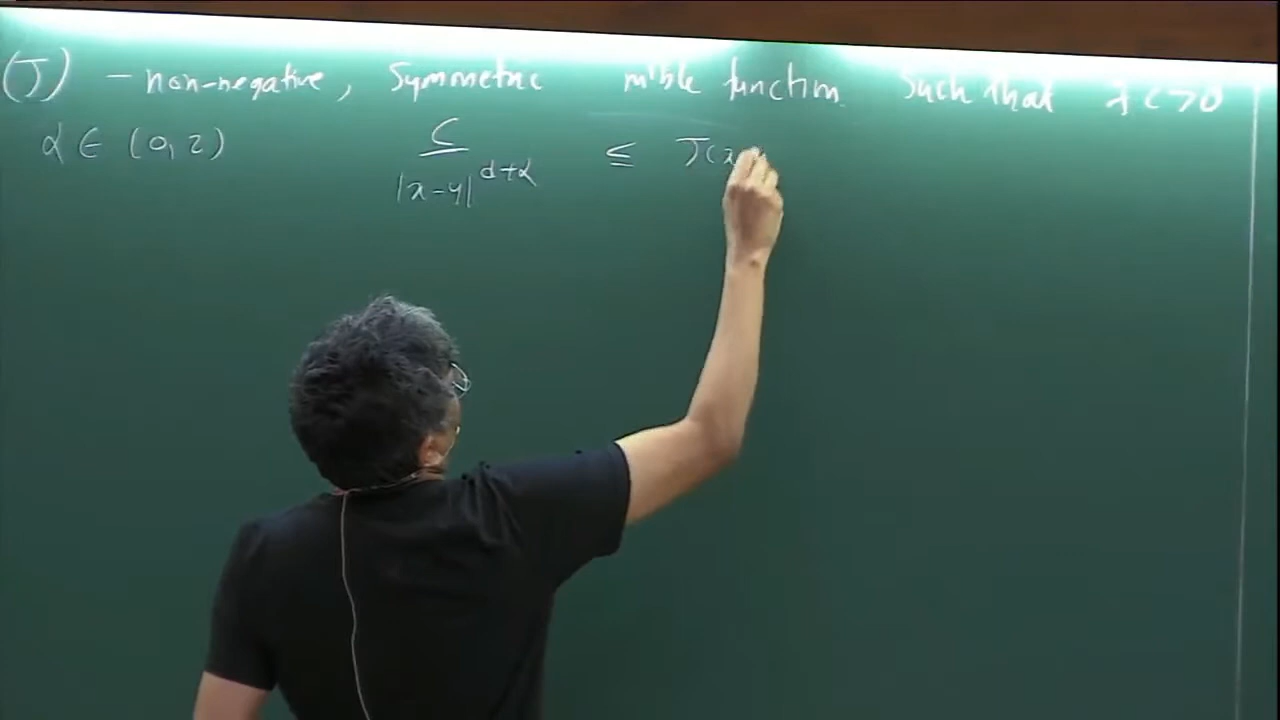 (J) – non-negative, Symmetric m'ble function Such that ∃ C>0
α ∈ (0,2) C / |x-y|^{d+α} ≤ J(x